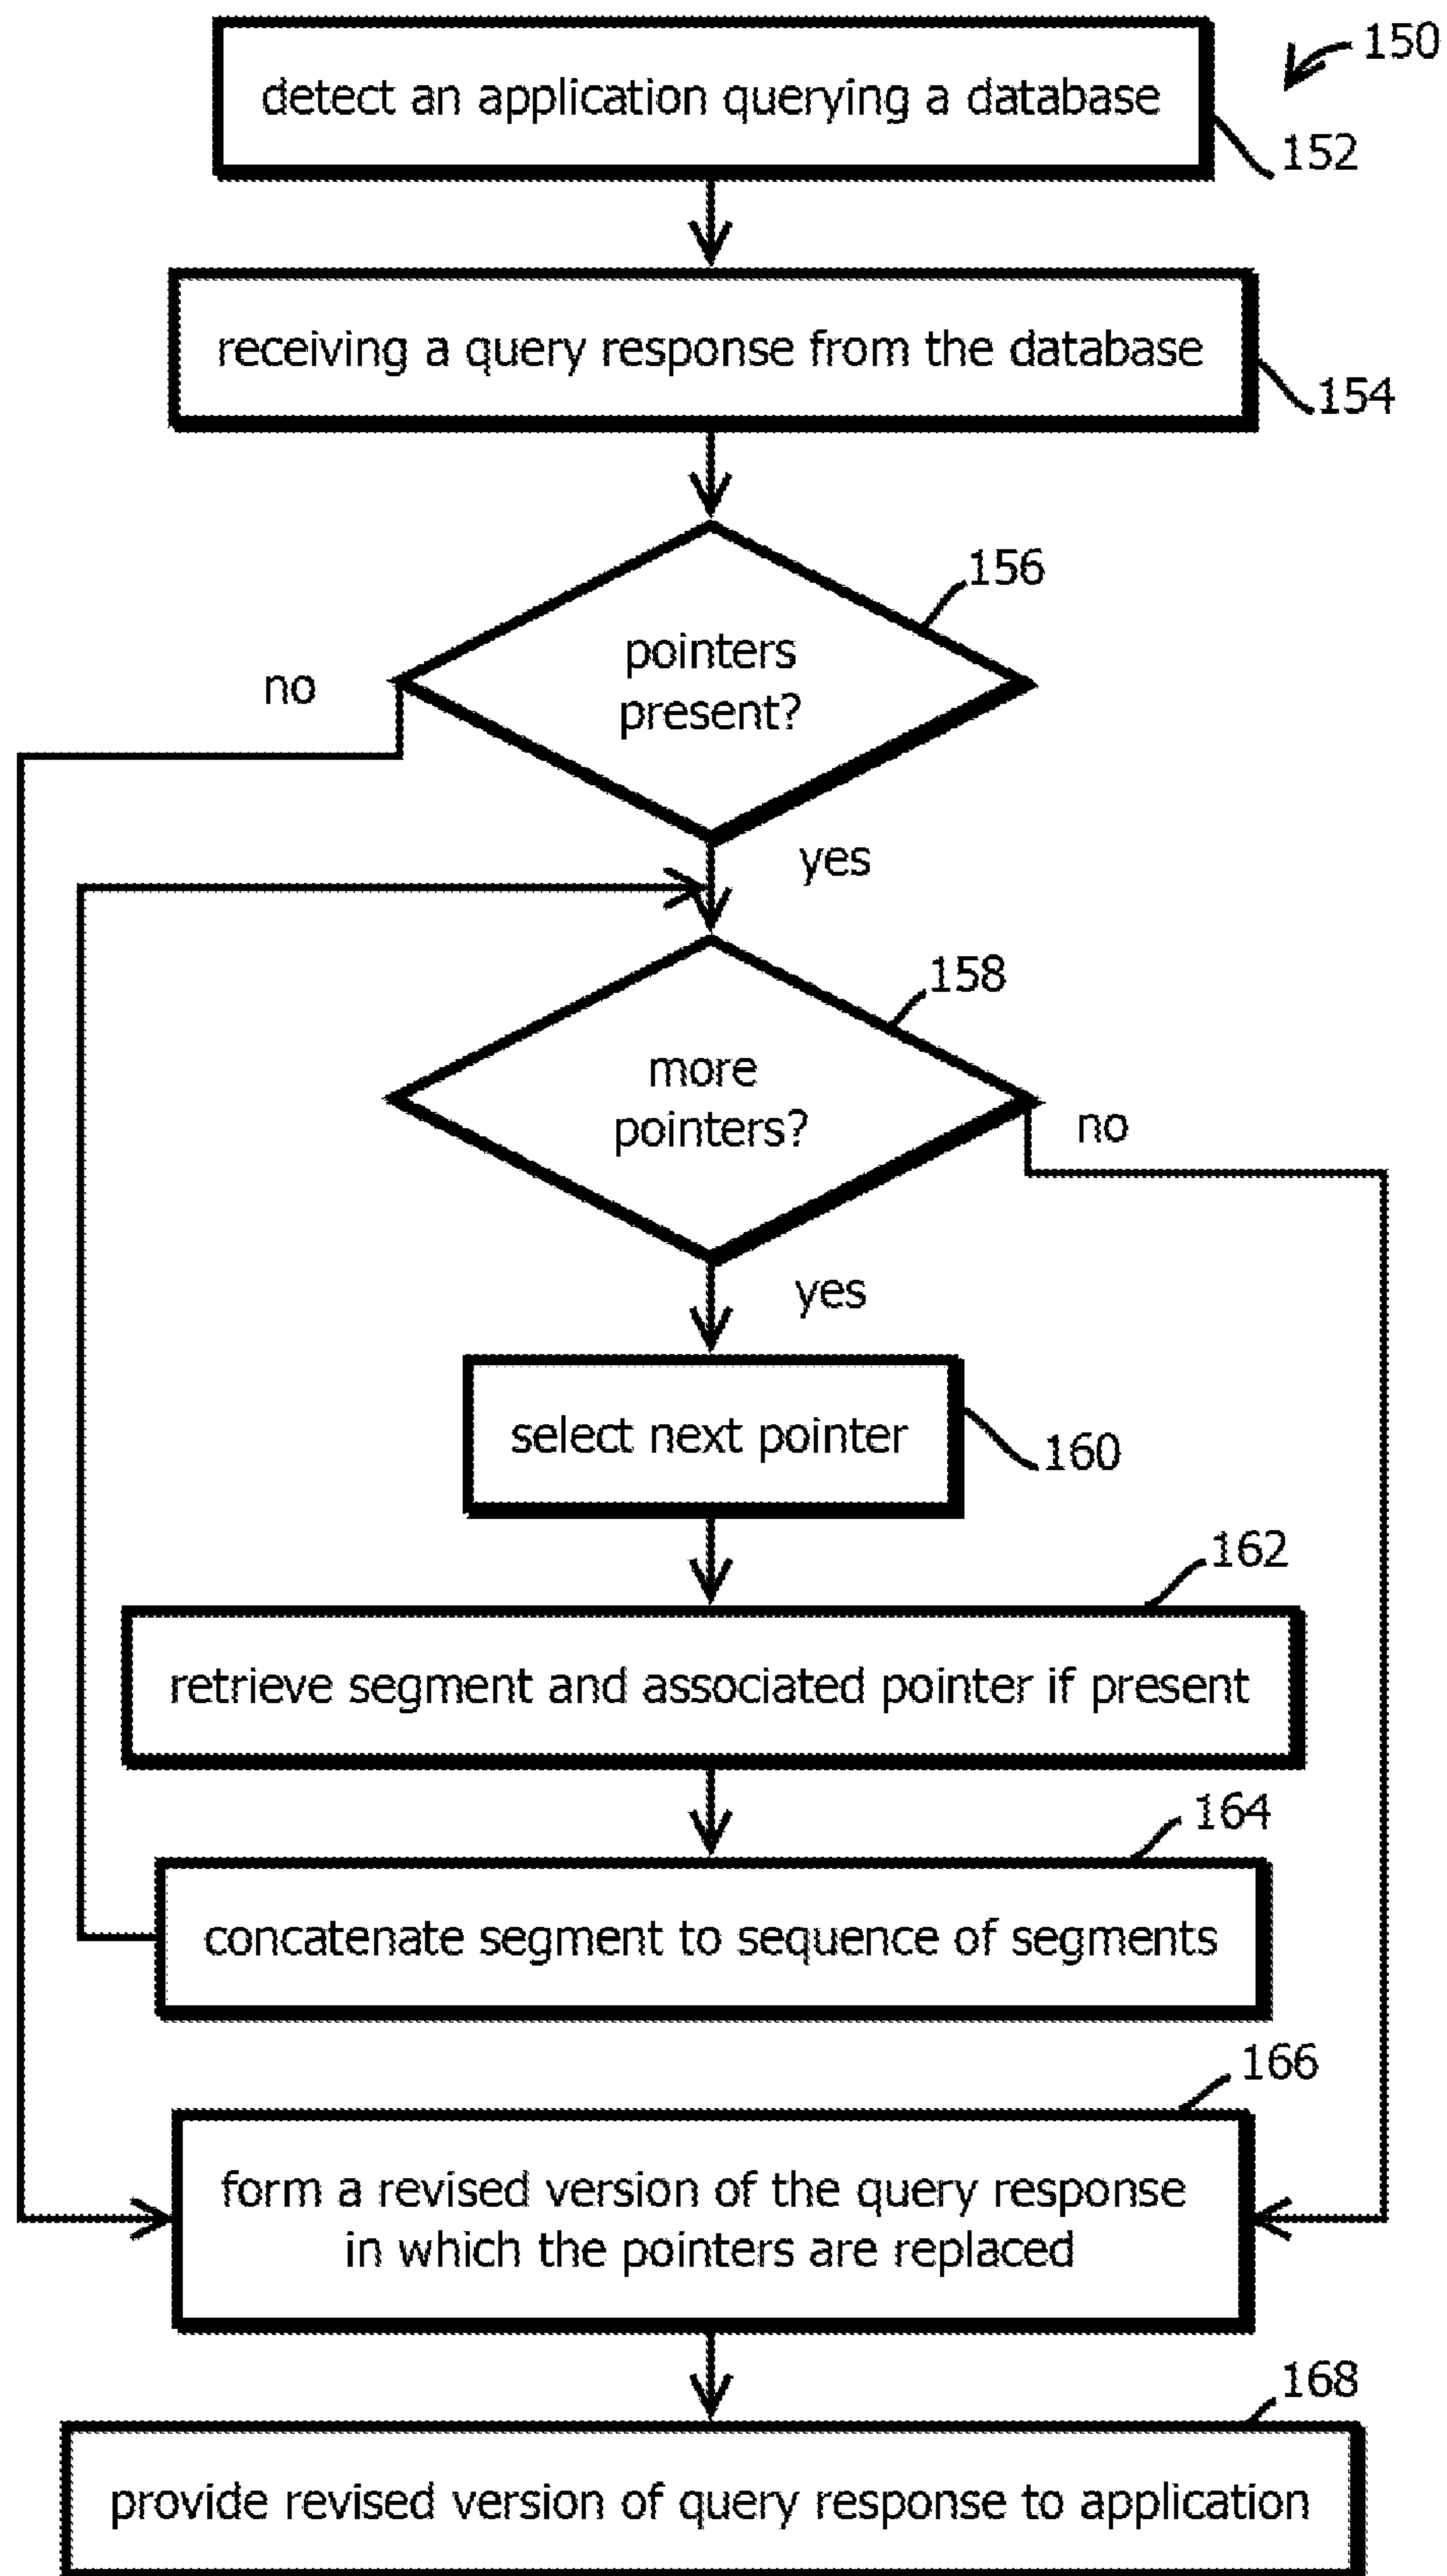 150
detect an application querying a database
152
receiving a query response from the database
154
156
pointers
present?
no
yes
158
more
pointers?
no
yes
select next pointer
160
162
retrieve segment and associated pointer if present
164
concatenate segment to sequence of segments
166
form a revised version of the query response
in which the pointers are replaced
168
provide revised version of query response to application